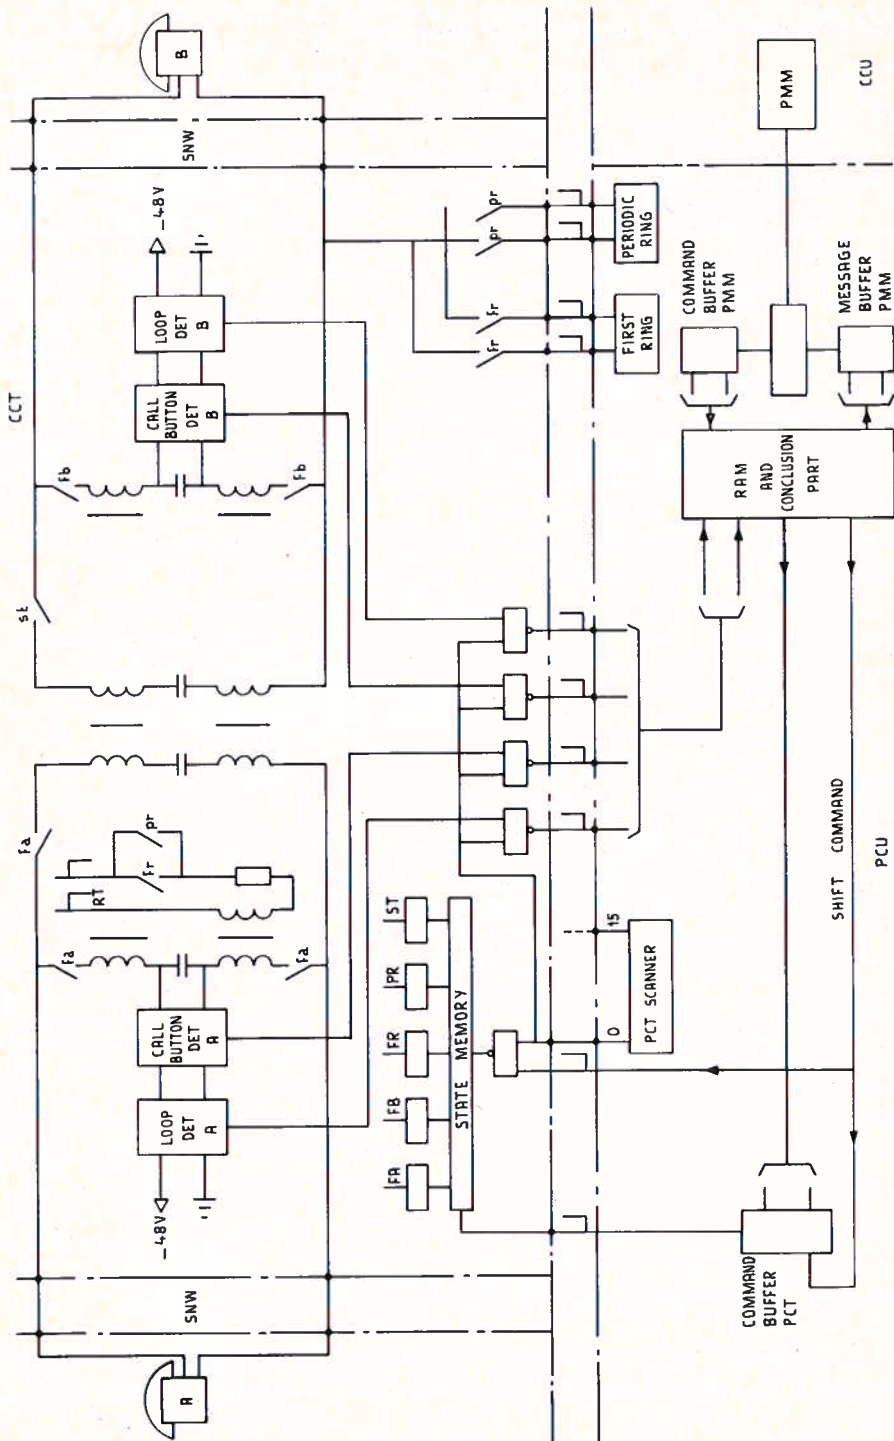 CCT
A
SNW
-48V
LOOP
DET
A
CALL
BUTTON
DET
A
fa
fa
RT
fr
pr
fa
st
fb
fb
CALL
BUTTON
DET
B
LOOP
DET
B
-48V
SNW
B
FA
FB
FR
PR
ST
STATE MEMORY
fr
fr
pr
pr
0
15
PCT SCANNER
FIRST
RING
PERIODIC
RING
COMMAND
BUFFER
PCT
SHIFT COMMAND
PCU
RAM
AND
CONCLUSION
PART
COMMAND
BUFFER
PMM
MESSAGE
BUFFER
PMM
PMM
CCU